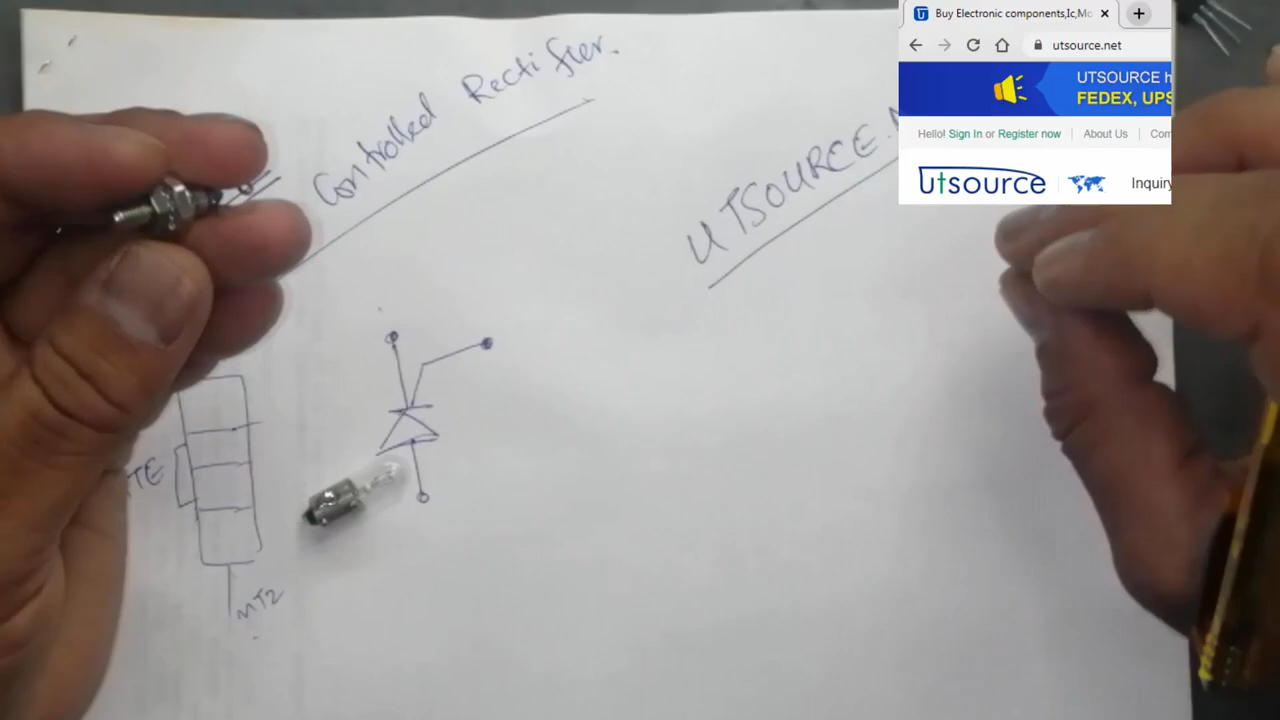 Controlled Rectifier.
UTSOURCE.
MT2
Buy Electronic components,Ic,Mo
utsource.net
UTSOURCE h
FEDEX, UPS
Hello! Sign In or Register now | About Us | Com
utsource
Inquiry